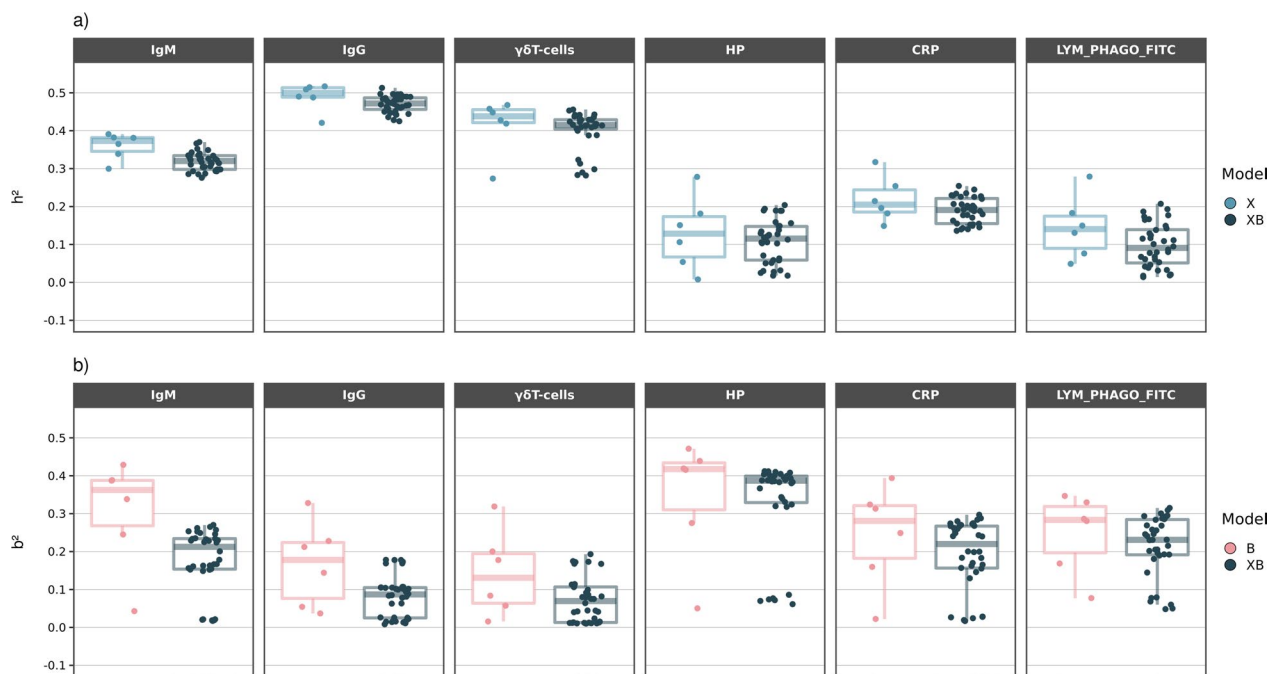 a)
IgM IgG γδT-cells HP CRP LYM_PHAGO_FITC
0.5
0.4
0.3
0.2
0.1
0.0
-0.1
h²
Model
X
XB
b)
IgM IgG γδT-cells HP CRP LYM_PHAGO_FITC
0.5
0.4
0.3
0.2
0.1
0.0
-0.1
b²
Model
B
XB